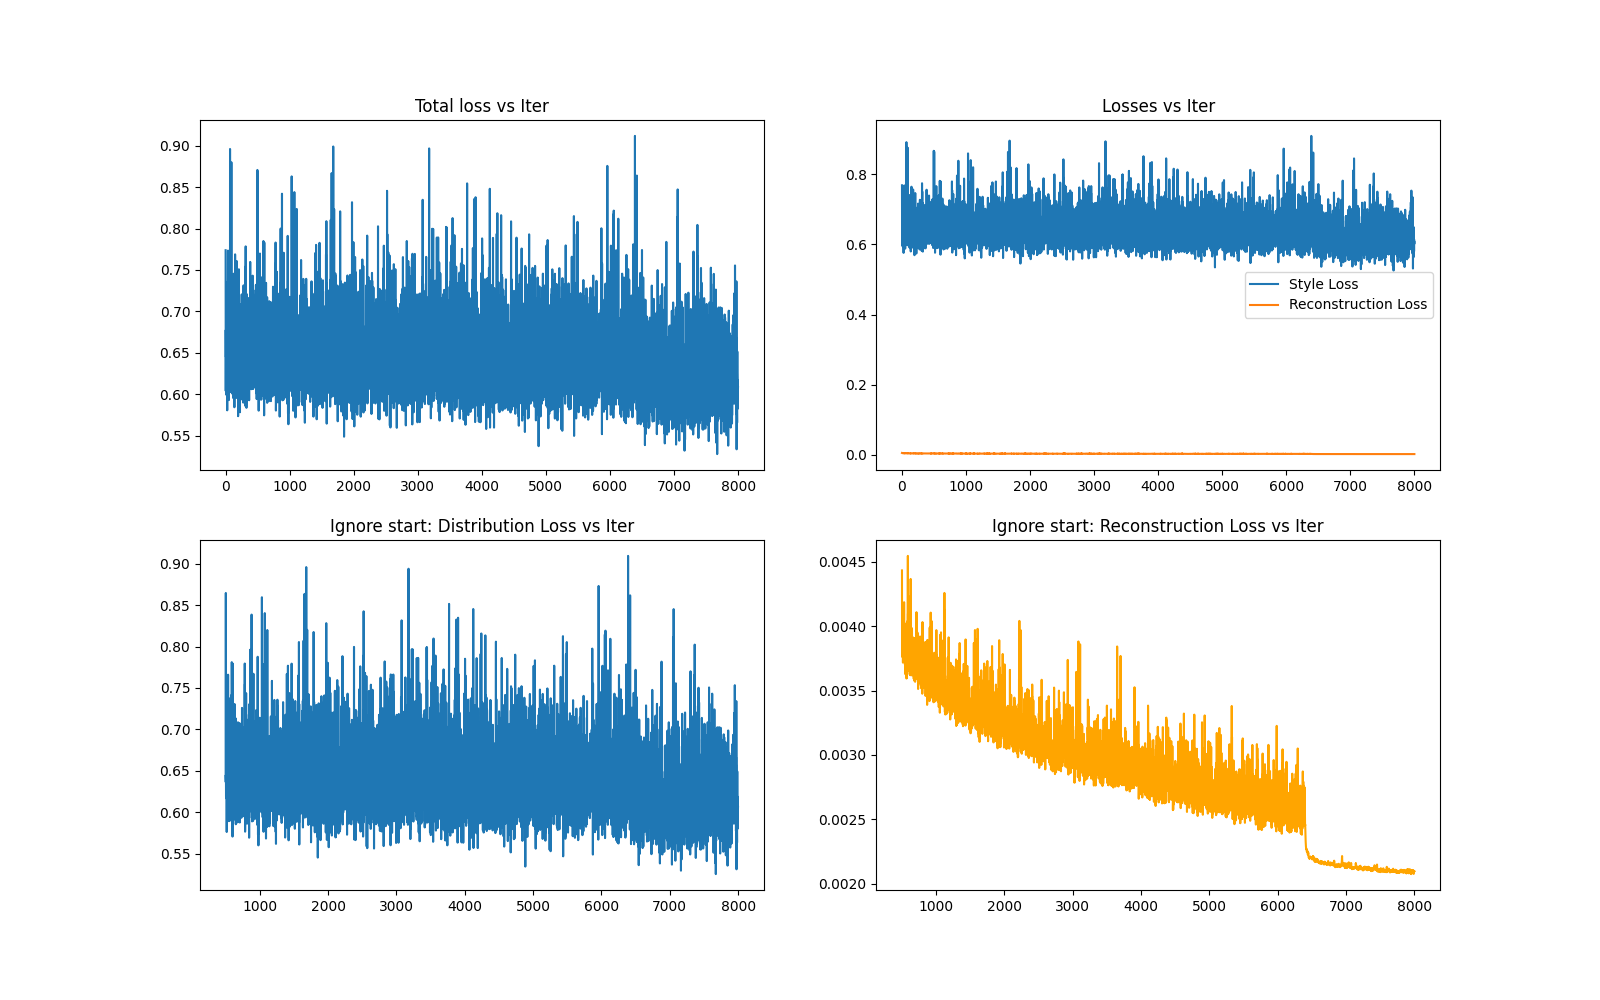 Total loss vs Iter
0.90
0.85
0.80
0.75
0.70
0.65
0.60
0.55
0 1000 2000 3000 4000 5000 6000 7000 8000
Losses vs Iter
0.8
0.6
0.4
0.2
0.0
Style Loss
Reconstruction Loss
0 1000 2000 3000 4000 5000 6000 7000 8000
Ignore start: Distribution Loss vs Iter
0.90
0.85
0.80
0.75
0.70
0.65
0.60
0.55
1000 2000 3000 4000 5000 6000 7000 8000
Ignore start: Reconstruction Loss vs Iter
0.0045
0.0040
0.0035
0.0030
0.0025
0.0020
1000 2000 3000 4000 5000 6000 7000 8000